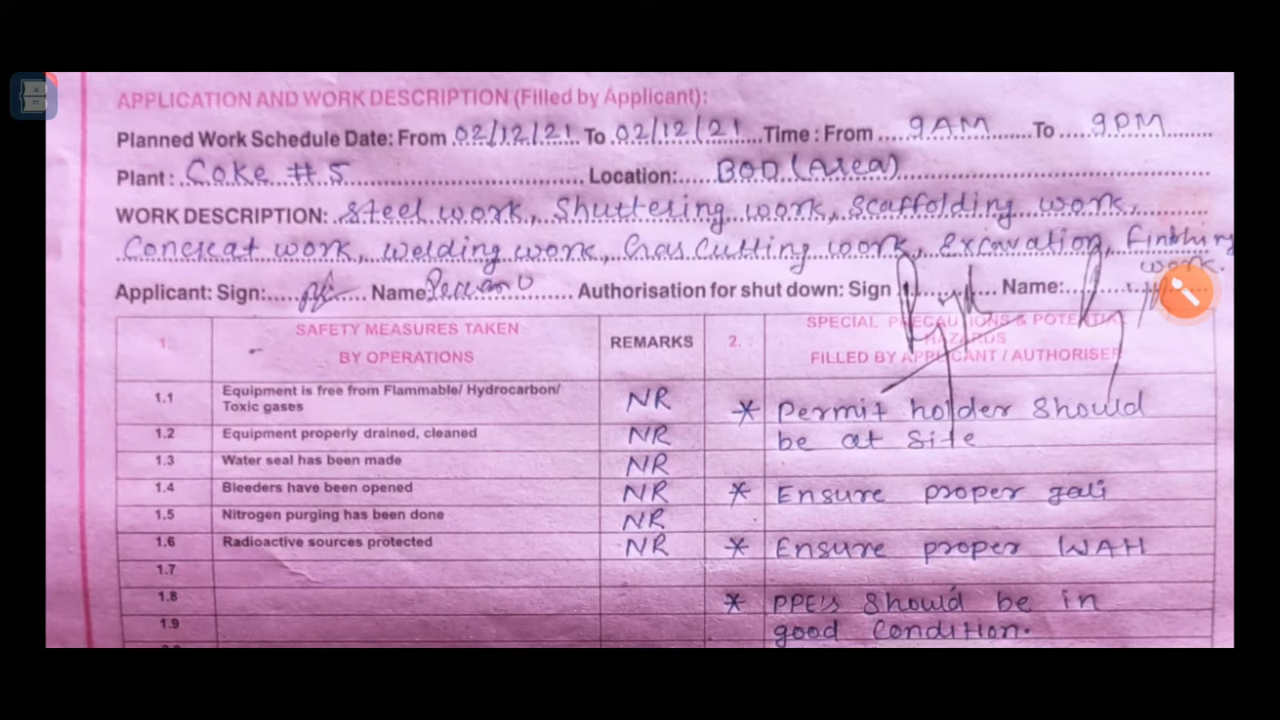 APPLICATION AND WORK DESCRIPTION (Filled by Applicant):
Planned Work Schedule Date: From 02/12/21 To 02/12/21 Time : From 9AM To 9PM
Plant : Coke # 5 Location: BOD (Area)
WORK DESCRIPTION: Steel work, Shuttering work, Scaffolding work,
Concreat work, welding work, Gas cutting work, Excavation, Finshing
work.
Applicant: Sign: Name Authorisation for shut down: Sign Name:
1. SAFETY MEASURES TAKEN BY OPERATIONS REMARKS 2. SPECIAL PRECAUTIONS & POTENTIAL HAZARDS FILLED BY APPLICANT / AUTHORISER
1.1 Equipment is free from Flammable/ Hydrocarbon/ Toxic gases NR * Permit holder Should
1.2 Equipment properly drained, cleaned NR be at Site
1.3 Water seal has been made NR
1.4 Bleeders have been opened NR * Ensure proper gali
1.5 Nitrogen purging has been done NR
1.6 Radioactive sources protected NR * Ensure proper WAH
1.7
1.8 * PPE's Should be in
1.9 good Condition.